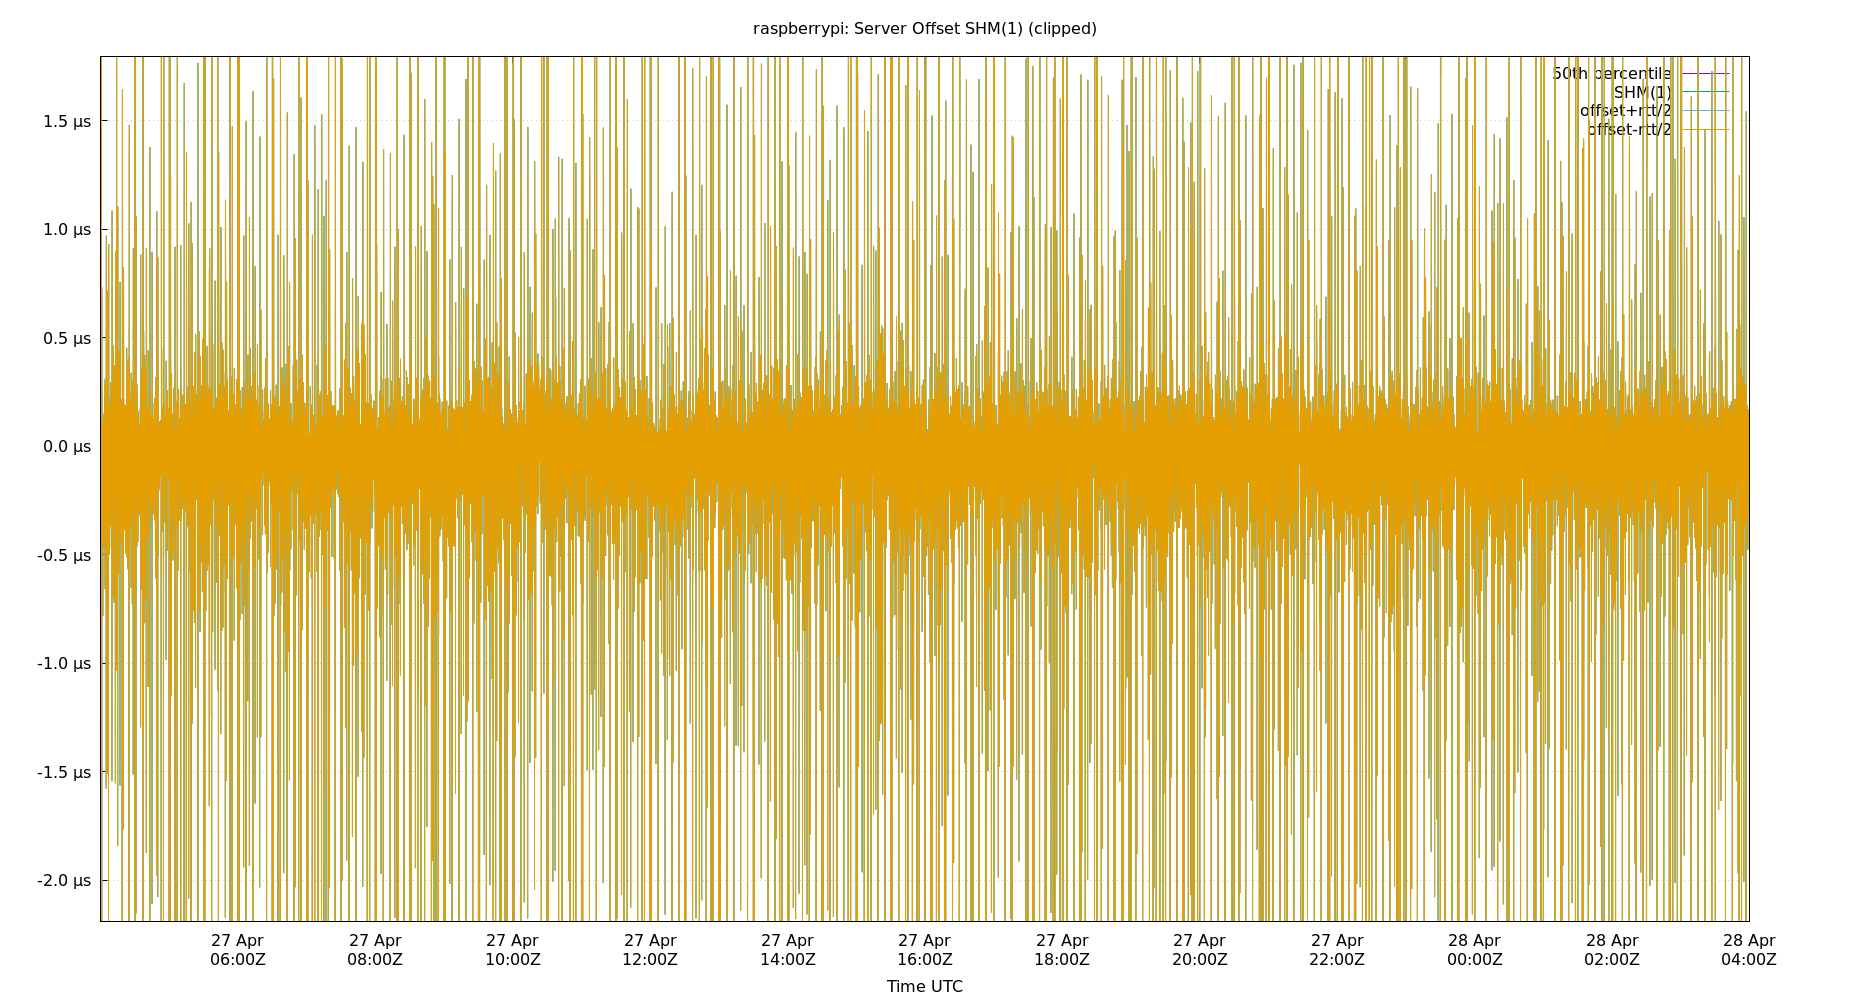 raspberrypi: Server Offset SHM(1) (clipped)
50th percentile
SHM(1)
offset+rtt/2
offset-rtt/2
1.5 µs
1.0 µs
0.5 µs
0.0 µs
-0.5 µs
-1.0 µs
-1.5 µs
-2.0 µs
27 Apr 27 Apr 27 Apr 27 Apr 27 Apr 27 Apr 27 Apr 27 Apr 27 Apr 28 Apr 28 Apr 28 Apr
06:00Z 08:00Z 10:00Z 12:00Z 14:00Z 16:00Z 18:00Z 20:00Z 22:00Z 00:00Z 02:00Z 04:00Z
Time UTC